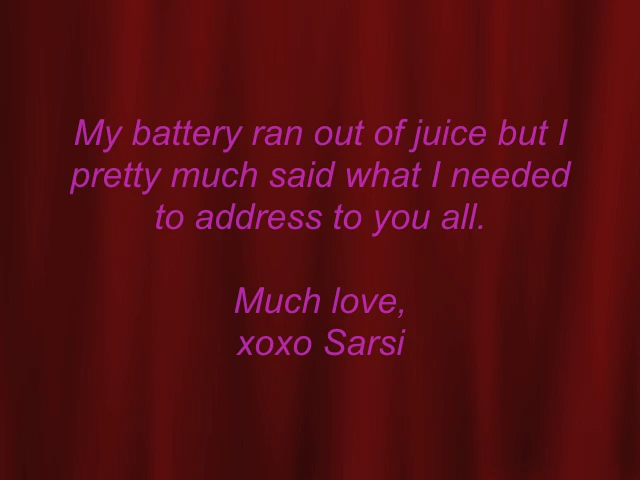 My battery ran out of juice but I
pretty much said what I needed
to address to you all.
Much love,
xoxo Sarsi